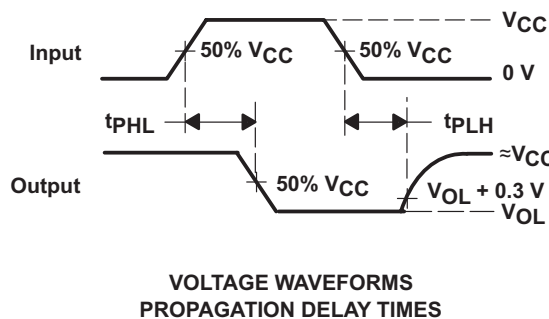 VCC
Input
50% VCC
50% VCC
0 V
tPHL
tPLH
≈VCC
Output
50% VCC
VOL + 0.3 V
VOL
VOLTAGE WAVEFORMS
PROPAGATION DELAY TIMES